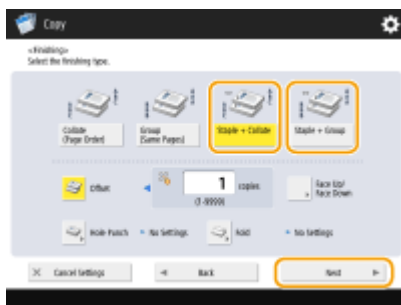 Copy
<Finishing>
Select the finishing type.
Collate
(Page Order)
Group
(Same Pages)
Staple + Collate
Staple + Group
Offset
1
copies
(1-9999)
Face Up/
Face Down
Hole Punch
No Settings
Fold
No Settings
Cancel Settings
Back
Next